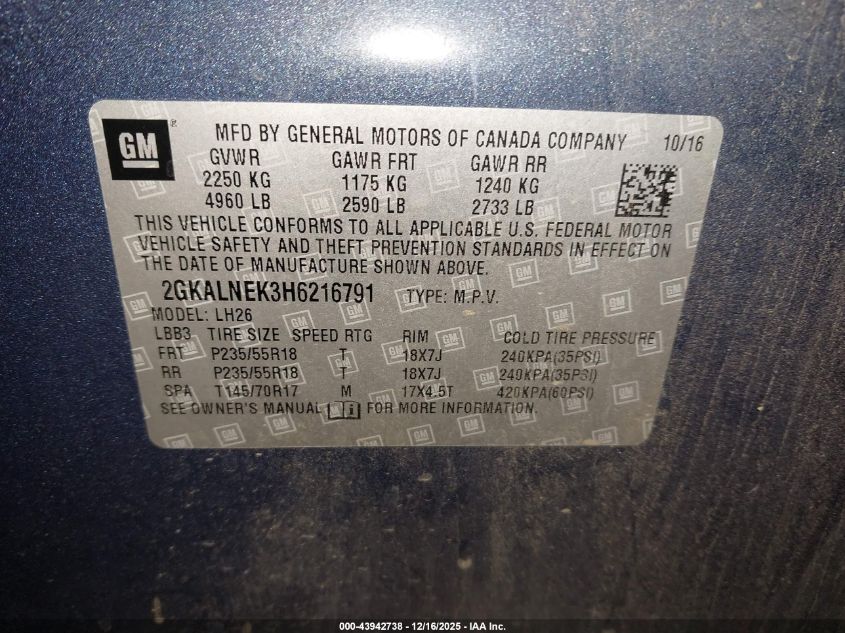 GM ® MFD BY GENERAL MOTORS OF CANADA COMPANY 10/16
GVWR GAWR FRT GAWR RR
2250 KG 1175 KG 1240 KG
4960 LB 2590 LB 2733 LB
THIS VEHICLE CONFORMS TO ALL APPLICABLE U.S. FEDERAL MOTOR
VEHICLE SAFETY AND THEFT PREVENTION STANDARDS IN EFFECT ON
THE DATE OF MANUFACTURE SHOWN ABOVE.
2GKALNEK3H6216791 TYPE: M.P.V.
MODEL: LH26
LBB3 TIRE SIZE SPEED RTG RIM COLD TIRE PRESSURE
FRT P235/55R18 T 18X7J 240KPA(35PSI)
RR P235/55R18 T 18X7J 240KPA(35PSI)
SPA T145/70R17 M 17X4.5T 420KPA(60PSI)
SEE OWNER'S MANUAL i FOR MORE INFORMATION.
000-43942738 - 12/16/2025 - IAA Inc.